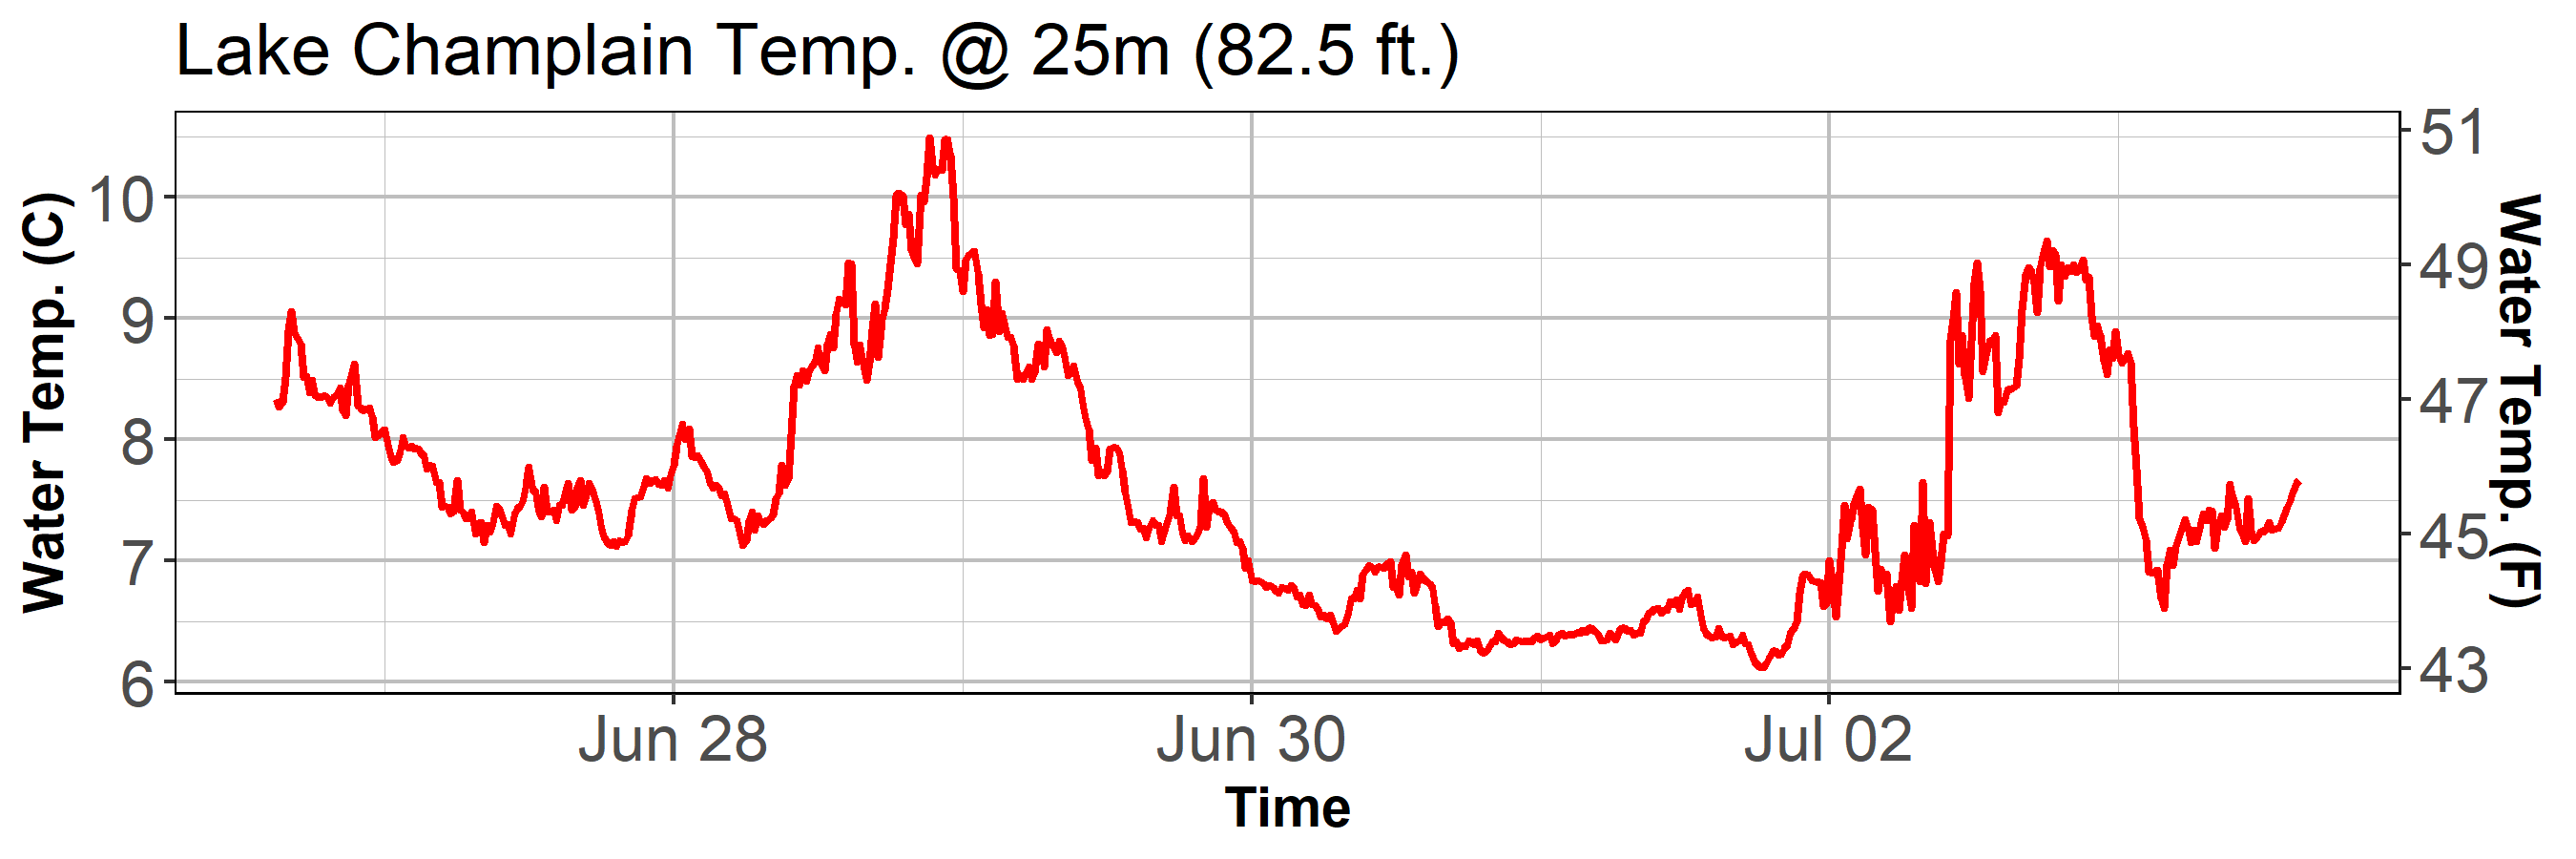 Lake Champlain Temp. @ 25m (82.5 ft.)
Water Temp. (C)
10
9
8
7
6
51
49
47
45
43
Water Temp. (F)
Jun 28
Jun 30
Jul 02
Time